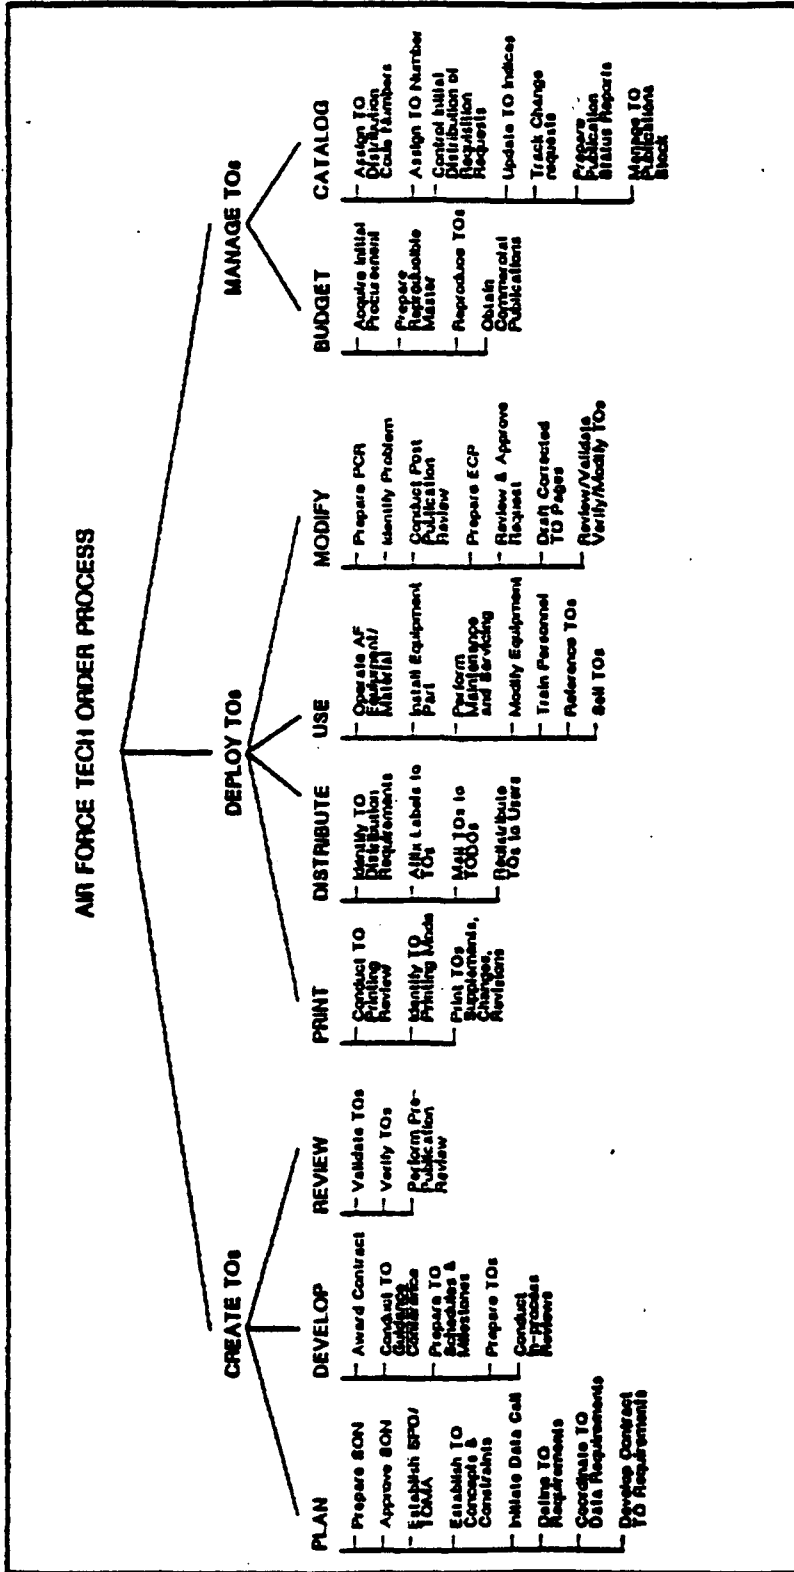 AIR FORCE TECH ORDER PROCESS
CREATE TOs
DEPLOY TOs
MANAGE TOs
PLAN
Prepare SON
Approve SON
Establish SPO/
TOMA
Establish TO
Concepts &
Constraints
Initiate Data Call
Define TO
Requirements
Coordinate TO
Data Requirements
Develop Contract
TO Requirements
DEVELOP
Award Contract
Conduct TO
Guidance
Conference
Prepare TO
Schedules &
Milestones
Prepare TOs
Conduct
In-process
Reviews
REVIEW
Validate TOs
Verify TOs
Perform Pre-
Publication
Review
PRINT
Conduct TO
Printing
Review
Identify TO
Printing Mode
Print TOs
Supplements,
Changes,
Revisions
DISTRIBUTE
Identify TO
Distribution
Requirements
Affix Labels to
TOs
Mail TOs to
TODOs
Redistribute
TOs to Users
USE
Operate AF
Equipment/
Material
Install Equipment
Part
Perform
Maintenance
and Servicing
Modify Equipment
Train Personnel
Reference TOs
Sell TOs
MODIFY
Prepare PCR
Identify Problem
Conduct Post
Publication
Review
Prepare ECP
Review & Approve
Request
Draft Corrected
TO Pages
Review/Validate
Verify/Modify TOs
BUDGET
Acquire Initial
Procurement
Prepare
Reproducible
Master
Reproduce TOs
Obtain
Commercial
Publications
CATALOG
Assign TO
Distribution
Code Numbers
Assign TO Number
Control Initial
Distribution of
Requisition
Requests
Update TO Indices
Track Change
requests
Prepare
Publication
Status Reports
Manage TO
Publications
Stock